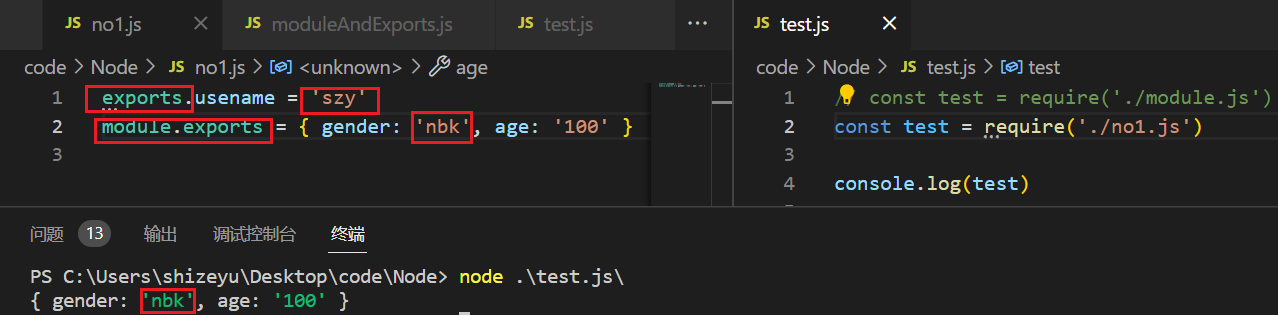 no1.js
moduleAndExports.js
test.js
code > Node > JS no1.js > <unknown> > age
1 exports.usename = 'szy'
2 module.exports = { gender: 'nbk', age: '100' }
3
JS test.js
code > Node > JS test.js > test
1 // const test = require('./module.js')
2 const test = require('./no1.js')
3
4 console.log(test)
问题 13 输出 调试控制台 终端
PS C:\Users\shizeyu\Desktop\code\Node> node .\test.js\
{ gender: 'nbk', age: '100' }